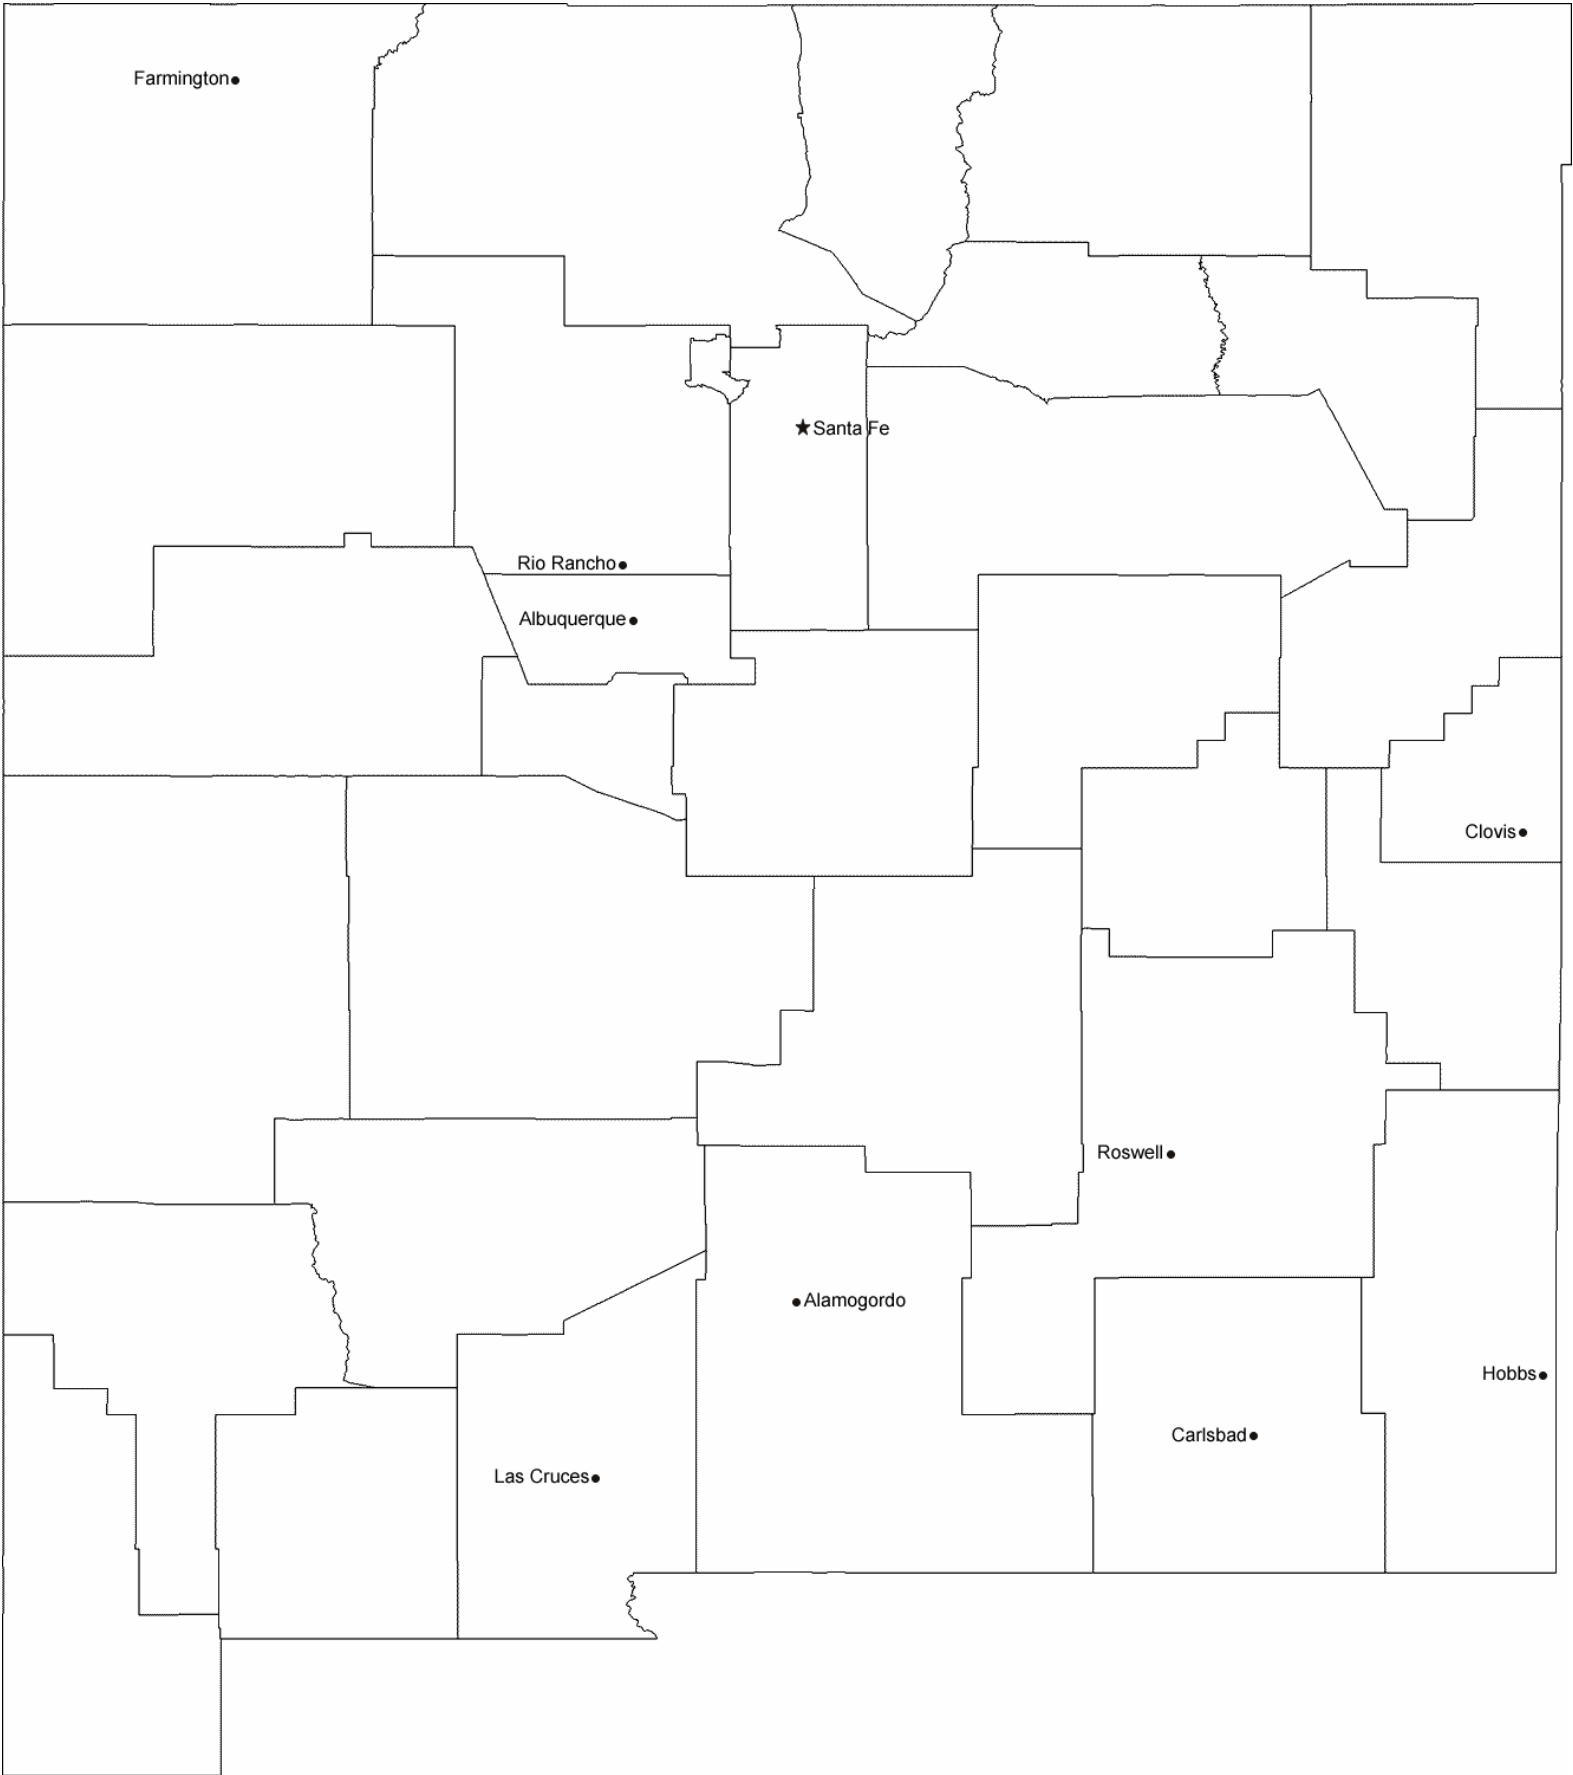 Farmington
Santa Fe
Rio Rancho
Albuquerque
Clovis
Roswell
Alamogordo
Hobbs
Carlsbad
Las Cruces